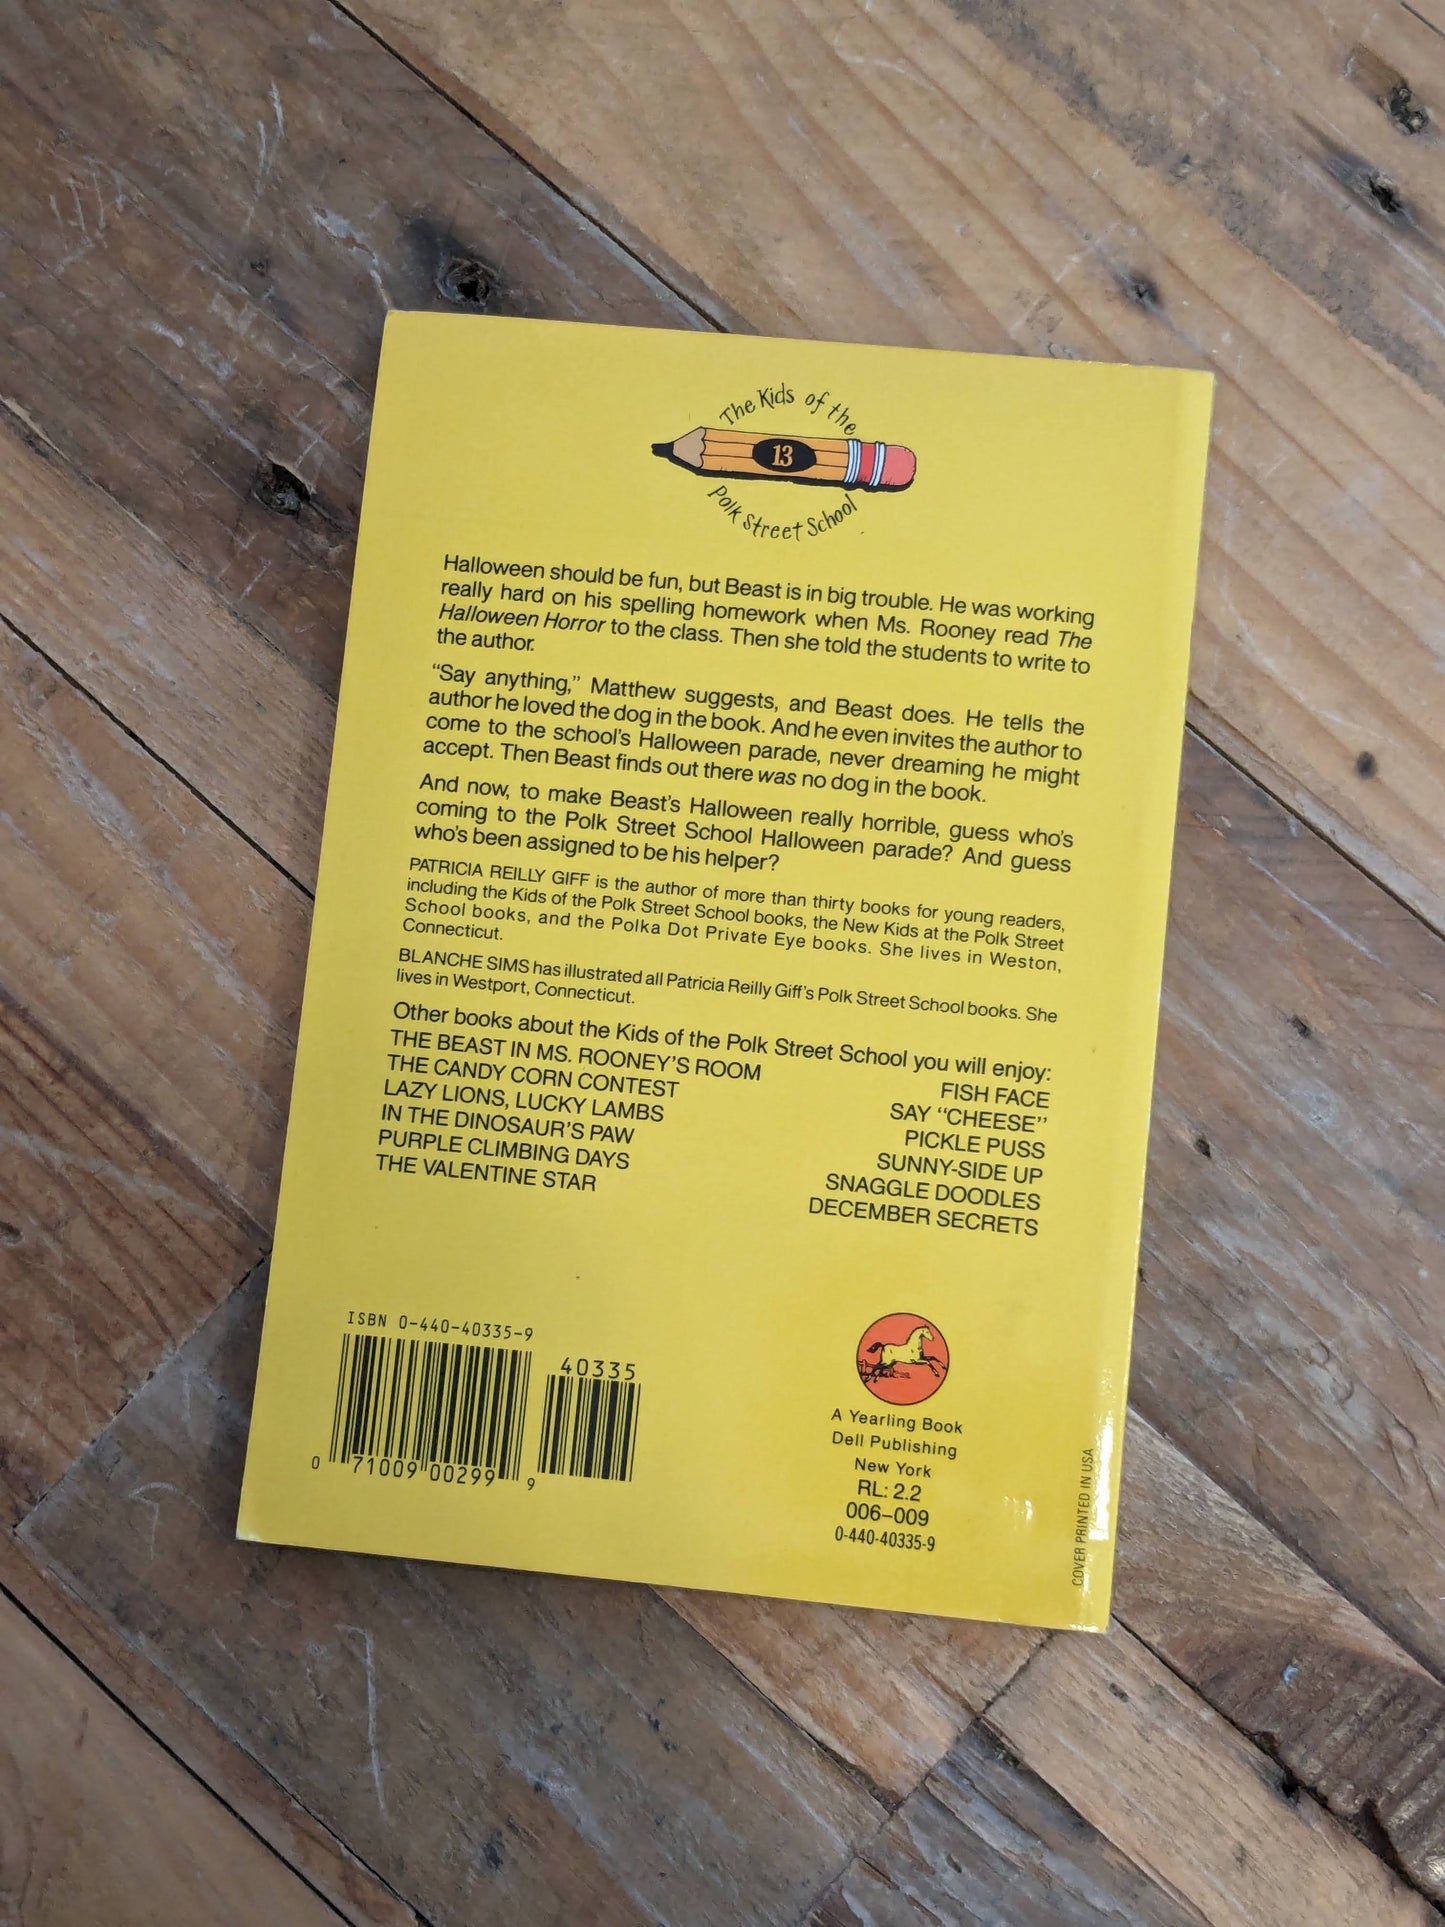 The Kids of the
13
Polk Street School
Halloween should be fun, but Beast is in big trouble. He was working
really hard on his spelling homework when Ms. Rooney read The
Halloween Horror to the class. Then she told the students to write to
the author.
“Say anything,” Matthew suggests, and Beast does. He tells the
author he loved the dog in the book. And he even invites the author to
come to the school's Halloween parade, never dreaming he might
accept. Then Beast finds out there was no dog in the book.
And now, to make Beast's Halloween really horrible, guess who's
coming to the Polk Street School Halloween parade? And guess
who's been assigned to be his helper?
PATRICIA REILLY GIFF is the author of more than thirty books for young readers,
including the Kids of the Polk Street School books, the New Kids at the Polk Street
School books, and the Polka Dot Private Eye books. She lives in Weston,
Connecticut.
BLANCHE SIMS has illustrated all Patricia Reilly Giff's Polk Street School books. She
lives in Westport, Connecticut.
Other books about the Kids of the Polk Street School you will enjoy:
THE BEAST IN MS. ROONEY'S ROOM
THE CANDY CORN CONTEST
LAZY LIONS, LUCKY LAMBS
IN THE DINOSAUR'S PAW
PURPLE CLIMBING DAYS
THE VALENTINE STAR
FISH FACE
SAY “CHEESE”
PICKLE PUSS
SUNNY-SIDE UP
SNAGGLE DOODLES
DECEMBER SECRETS
ISBN 0-440-40335-9
40335
0 71009 00299 9
A Yearling Book
Dell Publishing
New York
RL: 2.2
006–009
0-440-40335-9
COVER PRINTED IN USA